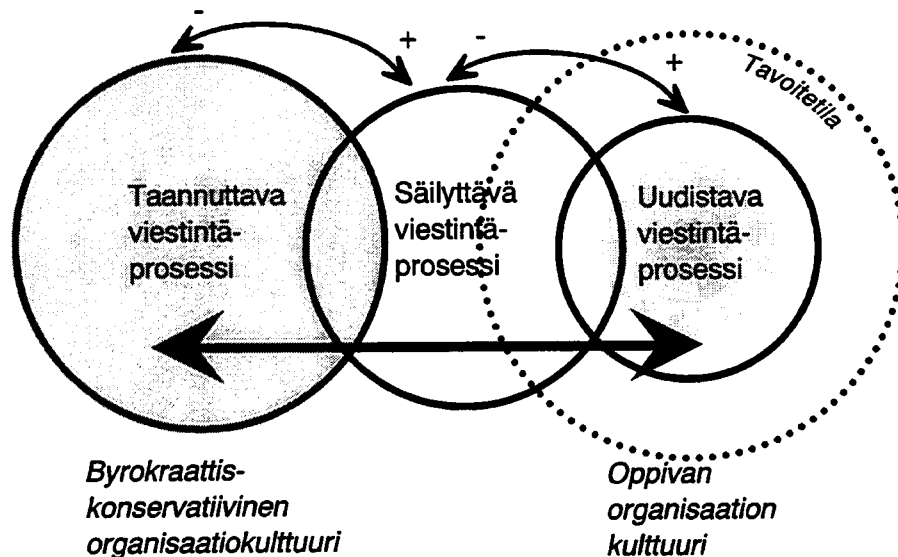 -
+
-
+
Tavoitetila
Taannuttava
viestintä-
prosessi
Säilyttävä
viestintä-
prosessi
Uudistava
viestintä-
prosessi
Byrokraattis-
konservatiivinen
organisaatiokulttuuri
Oppivan
organisaation
kulttuuri